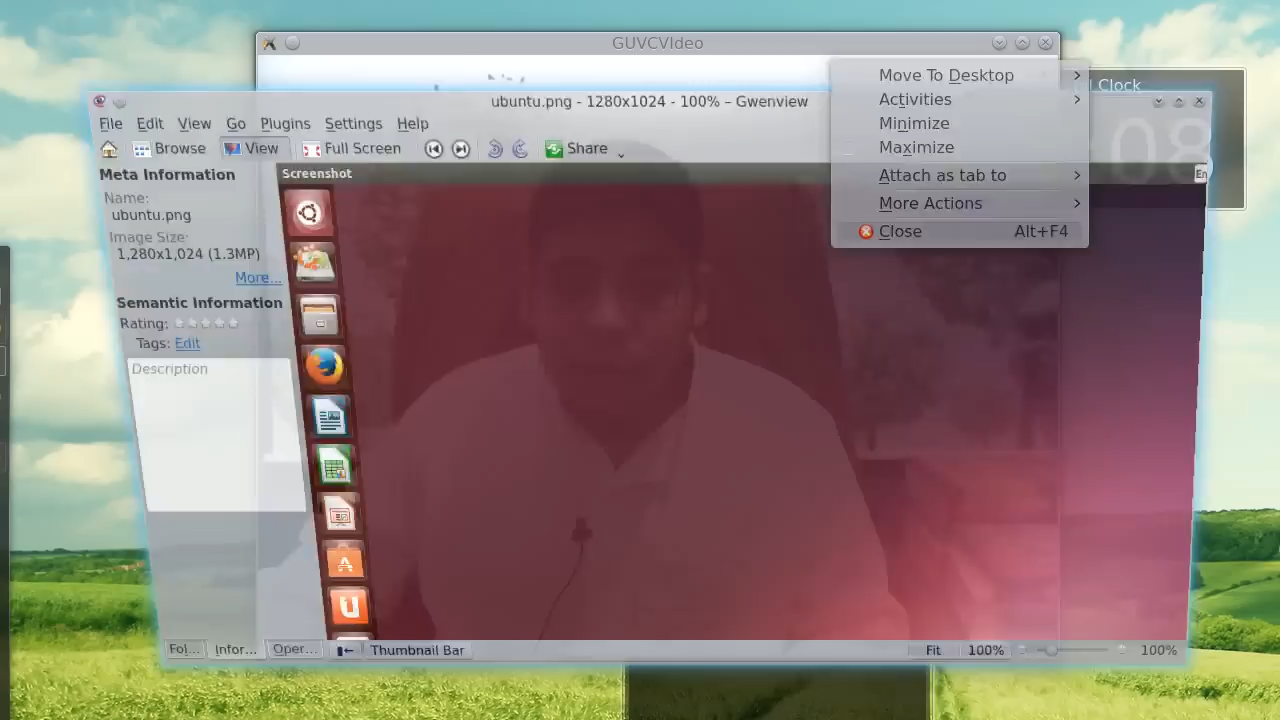 GUVCVIdeo
Move To Desktop
Activities
Minimize
Maximize
Attach as tab to
More Actions
Close Alt+F4
Clock
08
ubuntu.png - 1280x1024 - 100% – Gwenview
File Edit View Go Plugins Settings Help
Browse View Full Screen Share
Meta Information
Name:
ubuntu.png
Image Size:
1,280x1,024 (1.3MP)
More...
Semantic Information
Rating:
Tags: Edit
Description
Screenshot
En
Fol... Infor... Oper... Thumbnail Bar Fit 100% 100%